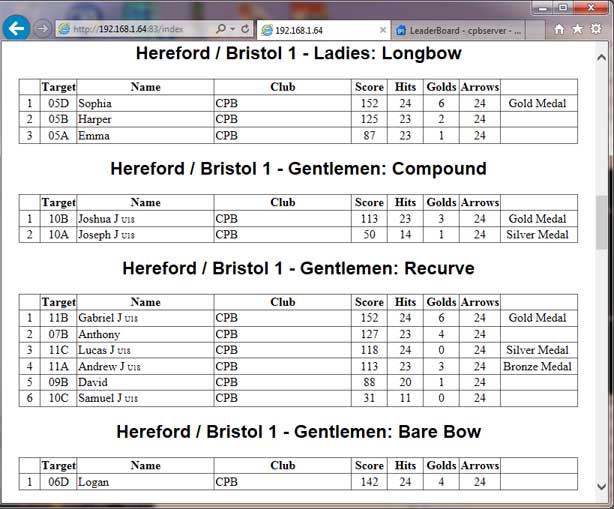 http://192.168.1.64:83/index
192.168.1.64
LeaderBoard - cpbserver - ...
Hereford / Bristol 1 - Ladies: Longbow
Target Name Club Score Hits Golds Arrows
1 05D Sophia CPB 152 24 6 24 Gold Medal
2 05B Harper CPB 125 23 2 24
3 05A Emma CPB 87 23 1 24
Hereford / Bristol 1 - Gentlemen: Compound
Target Name Club Score Hits Golds Arrows
1 10B Joshua J U18 CPB 113 23 3 24 Gold Medal
2 10A Joseph J U18 CPB 50 14 1 24 Silver Medal
Hereford / Bristol 1 - Gentlemen: Recurve
Target Name Club Score Hits Golds Arrows
1 11B Gabriel J U18 CPB 152 24 6 24 Gold Medal
2 07B Anthony CPB 127 23 4 24
3 11C Lucas J U18 CPB 118 24 0 24 Silver Medal
4 11A Andrew J U18 CPB 113 23 3 24 Bronze Medal
5 09B David CPB 88 20 1 24
6 10C Samuel J U18 CPB 31 11 0 24
Hereford / Bristol 1 - Gentlemen: Bare Bow
Target Name Club Score Hits Golds Arrows
1 06D Logan CPB 142 24 4 24